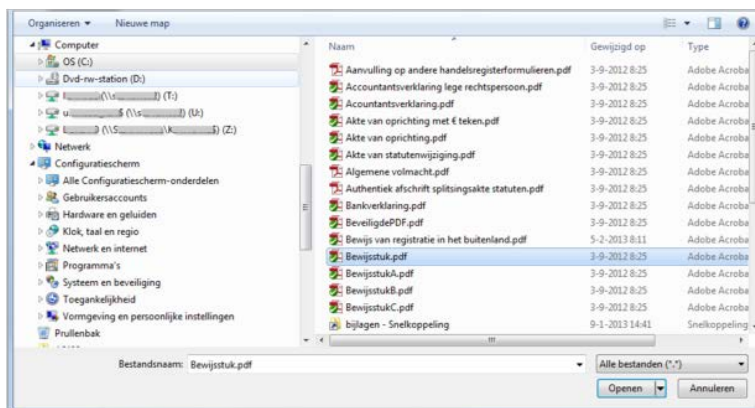 Organiseren Nieuwe map
Computer
OS (C:)
Dvd-rw-station (D:)
(T:)
(U:)
(Z:)
Netwerk
Configuratiescherm
Alle Configuratiescherm-onderdelen
Gebruikersaccounts
Hardware en geluiden
Klok, taal en regio
Netwerk en internet
Programma's
Systeem en beveiliging
Toegankelijkheid
Vormgeving en persoonlijke instellingen
Prullenbak
Naam Gewijzigd op Type
Aanvulling op andere handelsregisterformulieren.pdf 3-9-2012 8:25 Adobe Acroba
Accountantsverklaring lege rechtspersoon.pdf 3-9-2012 8:25 Adobe Acroba
Acountantsverklaring.pdf 3-9-2012 8:25 Adobe Acroba
Akte van oprichting met € teken.pdf 3-9-2012 8:25 Adobe Acroba
Akte van oprichting.pdf 3-9-2012 8:25 Adobe Acroba
Akte van statutenwijziging.pdf 3-9-2012 8:25 Adobe Acroba
Algemene volmacht.pdf 3-9-2012 8:25 Adobe Acroba
Authentiek afschrift splitsingsakte statuten.pdf 3-9-2012 8:25 Adobe Acroba
Bankverklaring.pdf 3-9-2012 8:25 Adobe Acroba
BeveiligdePDF.pdf 3-9-2012 8:25 Adobe Acroba
Bewijs van registratie in het buitenland.pdf 5-2-2013 8:11 Adobe Acroba
Bewijsstuk.pdf 3-9-2012 8:25 Adobe Acroba
BewijsstukA.pdf 3-9-2012 8:25 Adobe Acroba
BewijsstukB.pdf 3-9-2012 8:25 Adobe Acroba
BewijsstukC.pdf 3-9-2012 8:25 Adobe Acroba
bijlagen - Snelkoppeling 9-1-2013 14:41 Snelkoppeling
Bestandsnaam: Bewijsstuk.pdf Alle bestanden (*.*)
Openen Annuleren